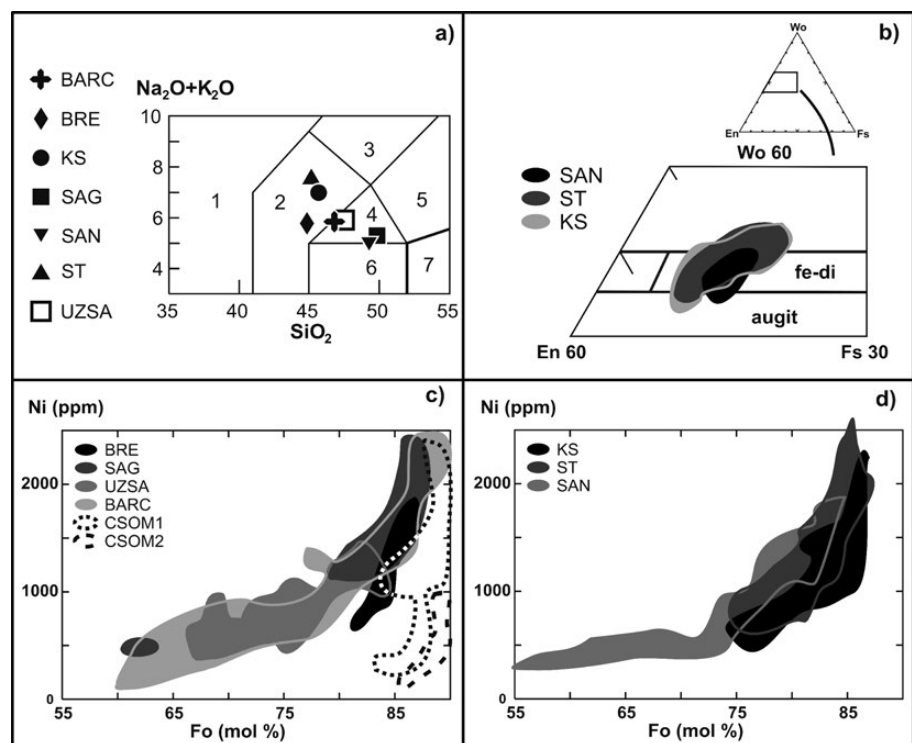 a)
BARC
BRE
KS
SAG
SAN
ST
UZSA
Na₂O+K₂O
10
8
6
4
1
2
3
4
5
6
7
35 40 45 50 55
SiO₂
b)
Wo
En Fs
Wo 60
SAN
ST
KS
fe-di
augit
En 60 Fs 30
c)
Ni (ppm)
BRE
SAG
UZSA
BARC
CSOM1
CSOM2
2000
1000
0
55 65 75 85
Fo (mol %)
d)
Ni (ppm)
KS
ST
SAN
2000
1000
0
55 65 75 85
Fo (mol %)